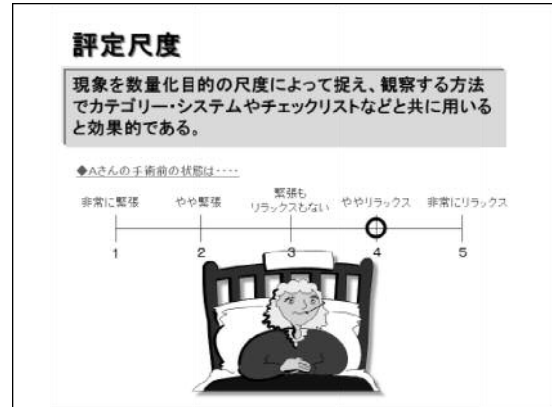 評定尺度
現象を数量化目的の尺度によって捉え、観察する方法
でカテゴリー・システムやチェックリストなどと共に用いる
と効果的である。
◆Aさんの手術前の状態は････
非常に緊張 やや緊張 緊張も
リラックスもない ややリラックス 非常にリラックス
1 2 3 4 5